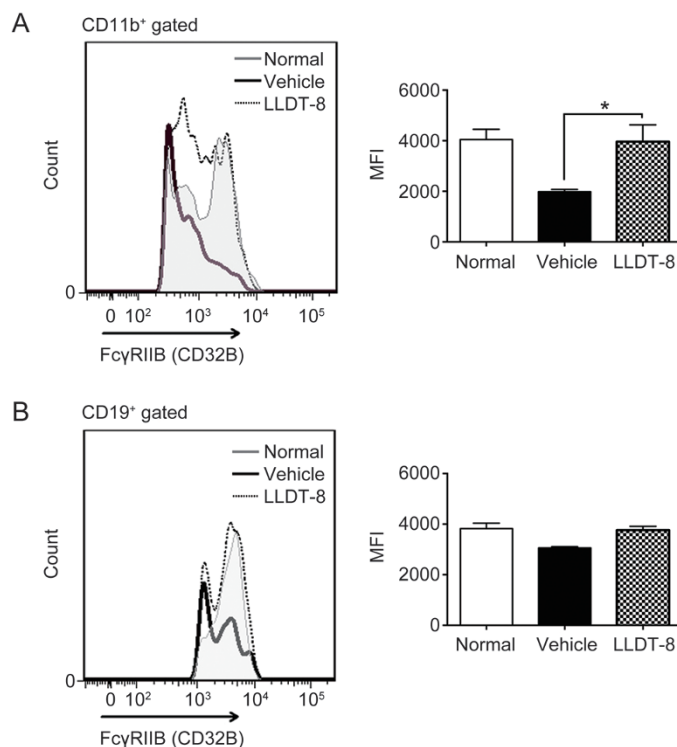 A
CD11b⁺ gated
Normal
Vehicle
LLDT-8
Count
0
0 10² 10³ 10⁴ 10⁵
FcγRIIB (CD32B)
*
MFI
6000
4000
2000
0
Normal Vehicle LLDT-8
B
CD19⁺ gated
Normal
Vehicle
LLDT-8
Count
0
0 10² 10³ 10⁴ 10⁵
FcγRIIB (CD32B)
MFI
6000
4000
2000
0
Normal Vehicle LLDT-8